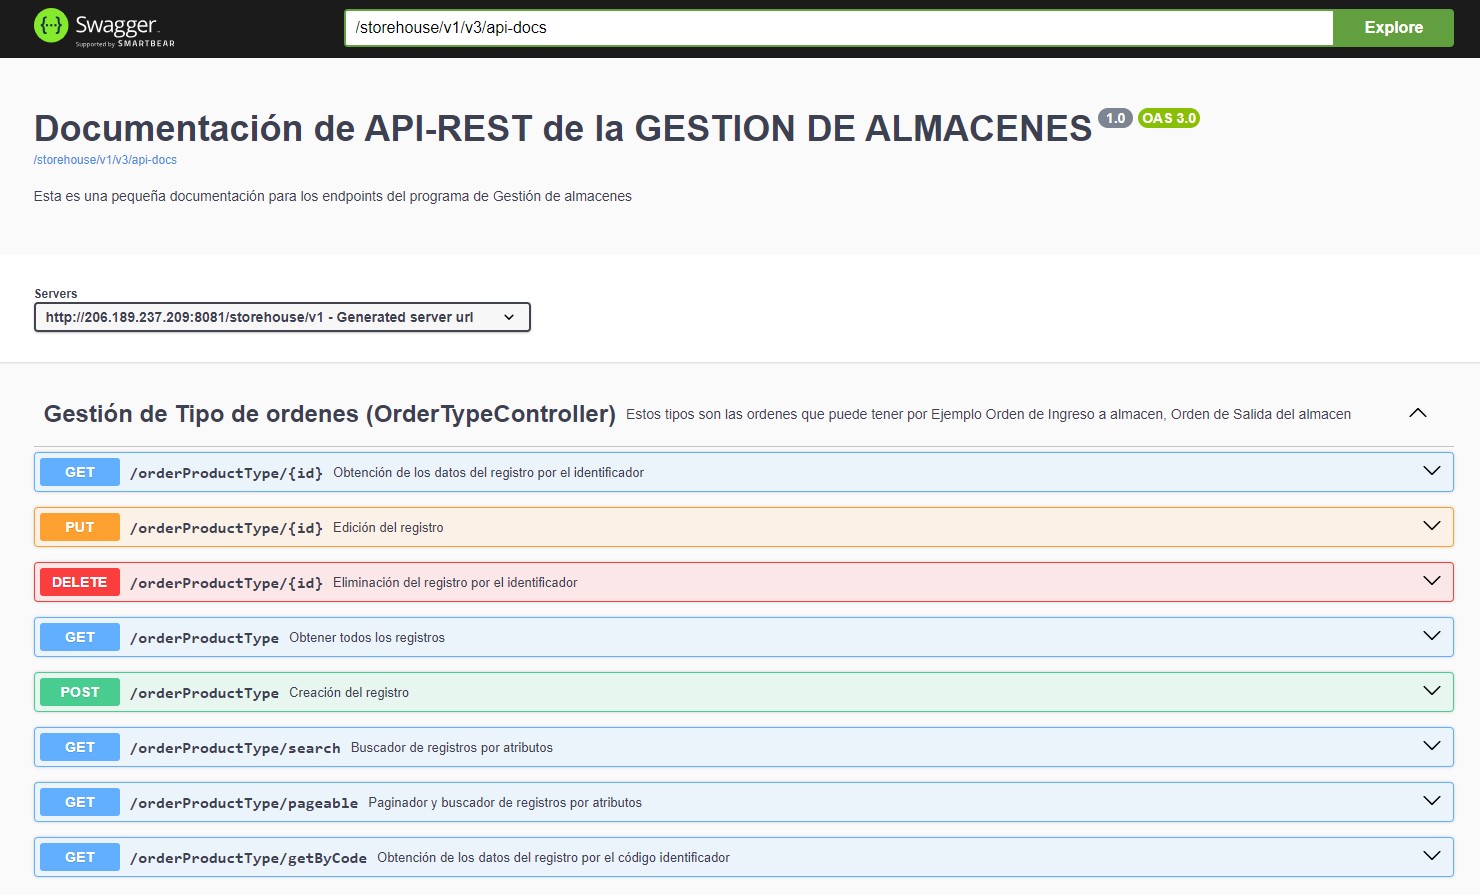 Swagger.
Supported by SMARTBEAR
/storehouse/v1/v3/api-docs
Explore
Documentación de API-REST de la GESTION DE ALMACENES 1.0 OAS 3.0
/storehouse/v1/v3/api-docs
Esta es una pequeña documentación para los endpoints del programa de Gestión de almacenes
Servers
http://206.189.237.209:8081/storehouse/v1 - Generated server url
Gestión de Tipo de ordenes (OrderTypeController) Estos tipos son las ordenes que puede tener por Ejemplo Orden de Ingreso a almacen, Orden de Salida del almacen
GET /orderProductType/{id} Obtención de los datos del registro por el identificador
PUT /orderProductType/{id} Edición del registro
DELETE /orderProductType/{id} Eliminación del registro por el identificador
GET /orderProductType Obtener todos los registros
POST /orderProductType Creación del registro
GET /orderProductType/search Buscador de registros por atributos
GET /orderProductType/pageable Paginador y buscador de registros por atributos
GET /orderProductType/getByCode Obtención de los datos del registro por el código identificador